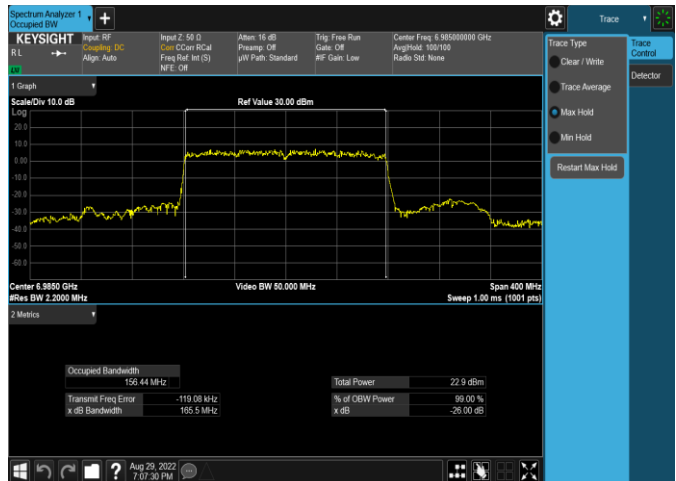 Spectrum Analyzer 1
Occupied BW
Trace
KEYSIGHT
RL
Input: RF
Coupling: DC
Align: Auto
Input Z: 50 Ω
Corr CCorr RCal
Freq Ref: Int (S)
NFE: Off
Atten: 16 dB
Preamp: Off
µW Path: Standard
Trig: Free Run
Gate: Off
#IF Gain: Low
Center Freq: 6.985000000 GHz
Avg|Hold: 100/100
Radio Std: None
Trace Type
Clear / Write
Trace Average
Max Hold
Min Hold
Restart Max Hold
Trace
Control
Detector
1 Graph
Scale/Div 10.0 dB
Ref Value 30.00 dBm
Log
20.0
10.0
0.00
-10.0
-20.0
-30.0
-40.0
-50.0
-60.0
Center 6.9850 GHz
Video BW 50.000 MHz
Span 400 MHz
#Res BW 2.2000 MHz
Sweep 1.00 ms (1001 pts)
2 Metrics
Occupied Bandwidth
156.44 MHz
Total Power 22.9 dBm
Transmit Freq Error -119.08 kHz
% of OBW Power 99.00 %
x dB Bandwidth 165.5 MHz
x dB -26.00 dB
?
Aug 29, 2022
7:07:30 PM